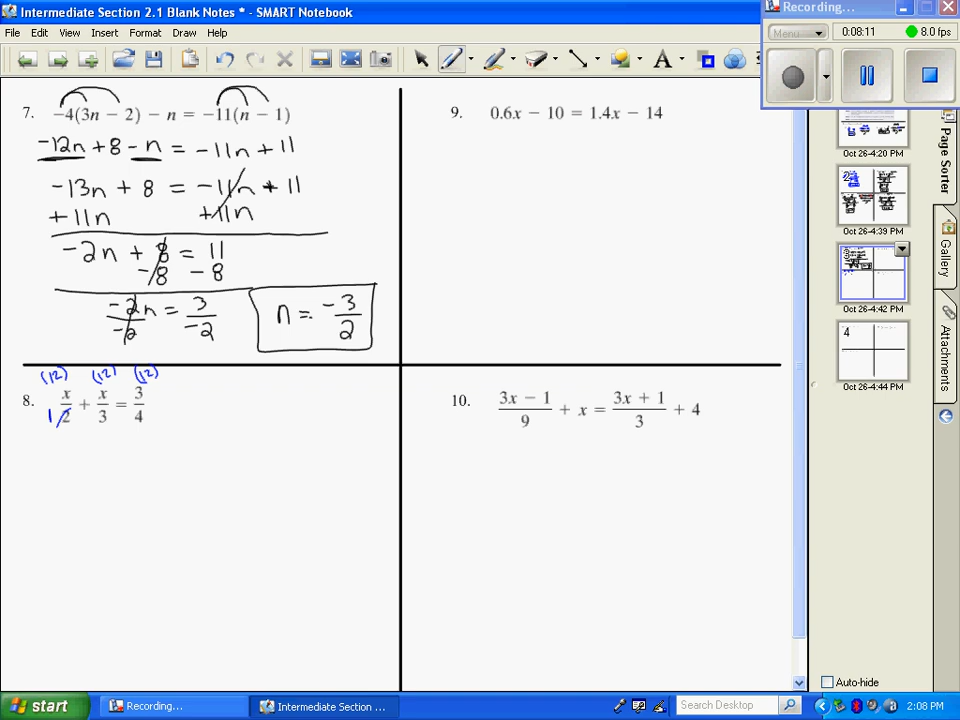 Intermediate Section 2.1 Blank Notes * - SMART Notebook
Recording...
File Edit View Insert Format Draw Help
Menu
0:08:11
8.0 fps
7. −4(3n − 2) − n = −11(n − 1)
-12n + 8 - n = -11n + 11
-13n + 8 = -11n + 11
+11n +11n
-2n + 8 = 11
-8 -8
-2n/-2 = 3/-2
n = -3/2
8. x/2 + x/3 = 3/4
(12) (12) (12)
1
9. 0.6x − 10 = 1.4x − 14
10. (3x − 1)/9 + x = (3x + 1)/3 + 4
Oct 26-4:20 PM
Oct 26-4:39 PM
Oct 26-4:42 PM
4
Oct 26-4:44 PM
Page Sorter
Gallery
Attachments
Auto-hide
start
Recording...
Intermediate Section ...
Search Desktop
2:08 PM